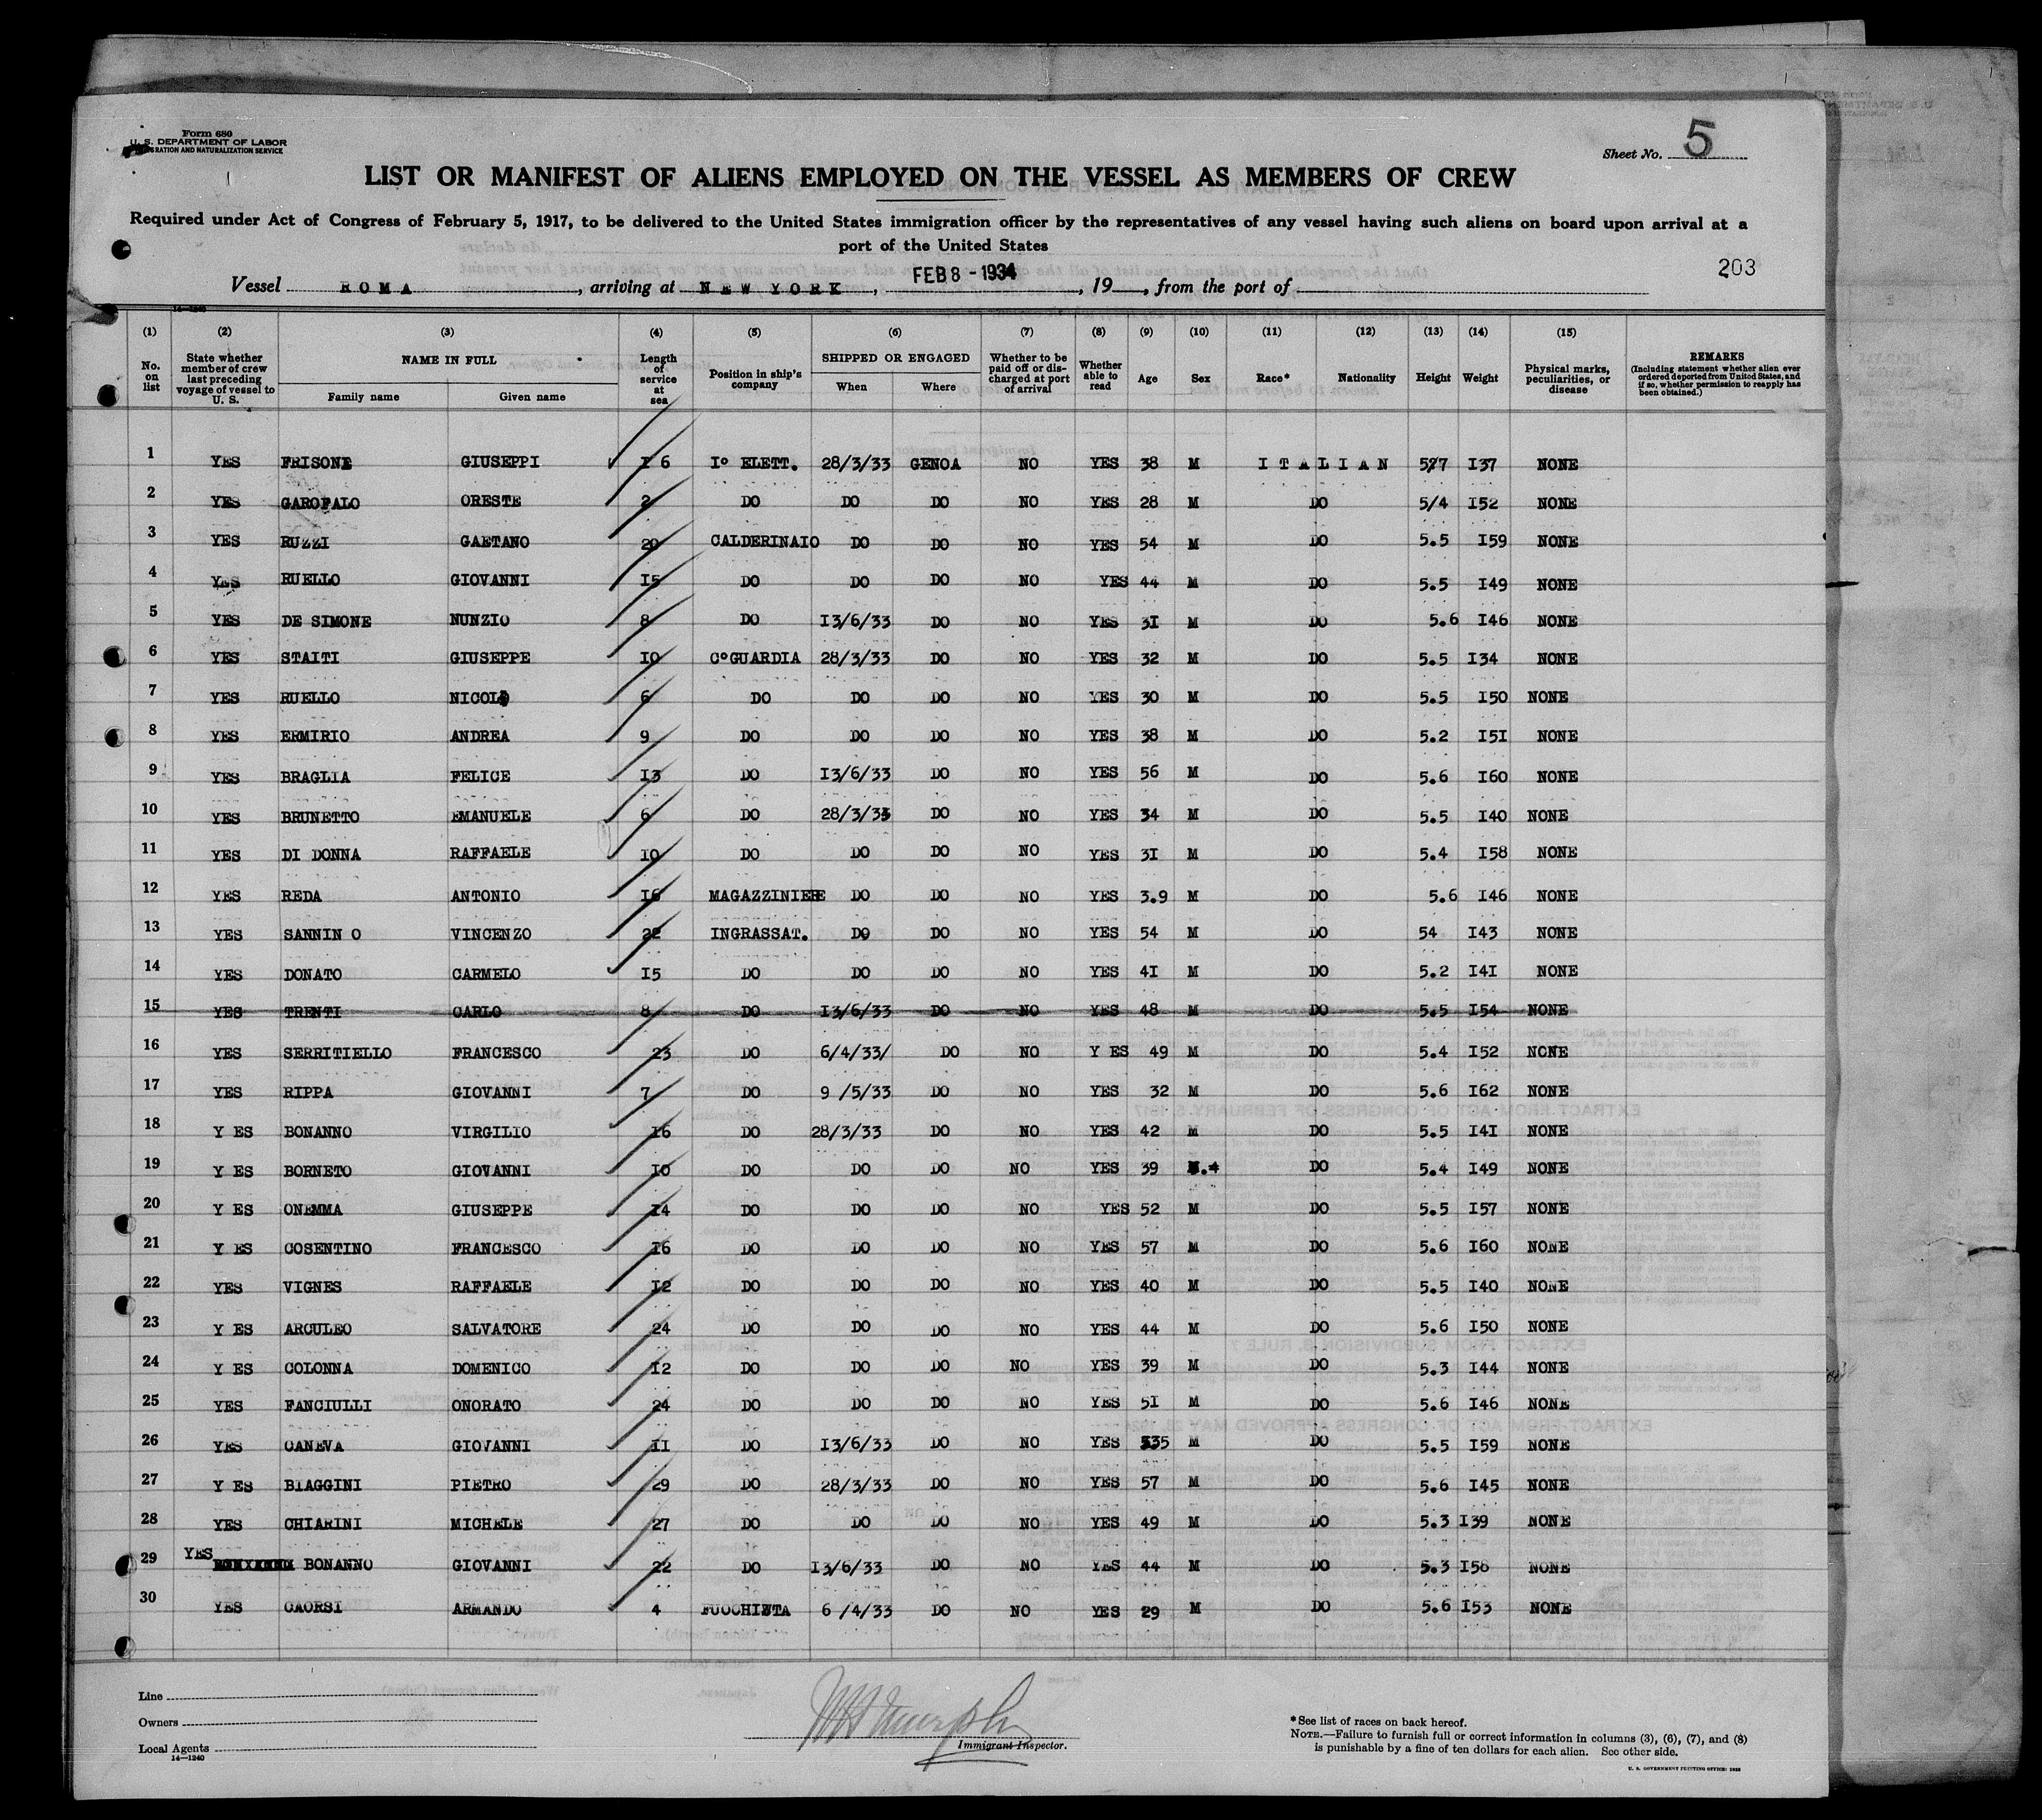 Form 680
U. S. DEPARTMENT OF LABOR
IMMIGRATION AND NATURALIZATION SERVICE
Sheet No. 5
LIST OR MANIFEST OF ALIENS EMPLOYED ON THE VESSEL AS MEMBERS OF CREW
Required under Act of Congress of February 5, 1917, to be delivered to the United States immigration officer by the representatives of any vessel having such aliens on board upon arrival at a
port of the United States
203
Vessel ROMA, arriving at NEW YORK, FEB 8 - 1934, 19__, from the port of
14—1240
(1) (2) (3) (4) (5) (6) (7) (8) (9) (10) (11) (12) (13) (14) (15)
No. on list State whether member of crew last preceding voyage of vessel to U. S. NAME IN FULL Family name Given name Length of service at sea Position in ship's company SHIPPED OR ENGAGED When Where Whether to be paid off or discharged at port of arrival Whether able to read Age Sex Race* Nationality Height Weight Physical marks, peculiarities, or disease REMARKS (Including statement whether alien ever ordered deported from United States, and if so, whether permission to reapply has been obtained.)
1 YES FRISONE GIUSEPPI I6 I° ELETT. 28/3/33 GENOA NO YES 38 M ITALIAN 5/7 I37 NONE
2 YES GAROFALO ORESTE 2 DO DO DO NO YES 28 M DO 5/4 I52 NONE
3 YES RUZZI GAETANO 20 CALDERINAIO DO DO NO YES 54 M DO 5.5 I59 NONE
4 YES RUELLO GIOVANNI I5 DO DO DO NO YES 44 M DO 5.5 I49 NONE
5 YES DE SIMONE NUNZIO 8 DO I3/6/33 DO NO YES 3I M DO 5.6 I46 NONE
6 YES STAITI GIUSEPPE IO C°GUARDIA 28/3/33 DO NO YES 32 M DO 5.5 I34 NONE
7 YES RUELLO NICOLO 6 DO DO DO NO YES 30 M DO 5.5 I50 NONE
8 YES ERMIRIO ANDREA 9 DO DO DO NO YES 38 M DO 5.2 I5I NONE
9 YES BRAGLIA FELICE I3 DO I3/6/33 DO NO YES 56 M DO 5.6 I60 NONE
10 YES BRUNETTO EMANUELE 6 DO 28/3/33 DO NO YES 34 M DO 5.5 I40 NONE
11 YES DI DONNA RAFFAELE IO DO DO DO NO YES 3I M DO 5.4 I58 NONE
12 YES REDA ANTONIO I6 MAGAZZINIERE DO DO NO YES 3.9 M DO 5.6 I46 NONE
13 YES SANNIN O VINCENZO 22 INGRASSAT. DO DO NO YES 54 M DO 54 I43 NONE
14 YES DONATO CARMELO I5 DO DO DO NO YES 4I M DO 5.2 I4I NONE
15 YES TRENTI CARLO 8 DO I3/6/33 DO NO YES 48 M DO 5.5 I54 NONE
16 YES SERRITIELLO FRANCESCO 23 DO 6/4/33/ DO NO Y ES 49 M DO 5.4 I52 NONE
17 YES RIPPA GIOVANNI 7 DO 9 /5/33 DO NO YES 32 M DO 5.6 I62 NONE
18 Y ES BONANNO VIRGILIO I6 DO 28/3/33 DO NO YES 42 M DO 5.5 I4I NONE
19 Y ES BORNETO GIOVANNI IO DO DO DO NO YES 39 DO 5.4 I49 NONE
20 Y ES ONEMMA GIUSEPPE I4 DO DO DO NO YES 52 M DO 5.5 I57 NONE
21 Y ES COSENTINO FRANCESCO I6 DO DO DO NO YES 57 M DO 5.6 I60 NONE
22 YES VIGNES RAFFAELE I2 DO DO DO NO YES 40 M DO 5.5 I40 NONE
23 Y ES ARCULEO SALVATORE 24 DO DO DO NO YES 44 M DO 5.6 I50 NONE
24 Y ES COLONNA DOMENICO I2 DO DO DO NO YES 39 M DO 5.3 I44 NONE
25 YES FANCIULLI ONORATO 24 DO DO DO NO YES 5I M DO 5.6 I46 NONE
26 YES CANEVA GIOVANNI II DO I3/6/33 DO NO YES 35 M DO 5.5 I59 NONE
27 Y ES BIAGGINI PIETRO 29 DO 28/3/33 DO NO YES 57 M DO 5.6 I45 NONE
28 YES CHIARINI MICHELE 27 DO DO DO NO YES 49 M DO 5.3 I39 NONE
29 YES BONANNO GIOVANNI 22 DO I3/6/33 DO NO YES 44 M DO 5.3 I58 NONE
30 YES CAORSI ARMANDO 4 FUOCHISTA 6 /4/33 DO NO YES 29 M DO 5.6 I53 NONE
Line
Owners
Local Agents
14—1240
Immigrant Inspector.
*See list of races on back hereof.
NOTE.—Failure to furnish full or correct information in columns (3), (6), (7), and (8)
is punishable by a fine of ten dollars for each alien. See other side.
U. S. GOVERNMENT PRINTING OFFICE: 1933